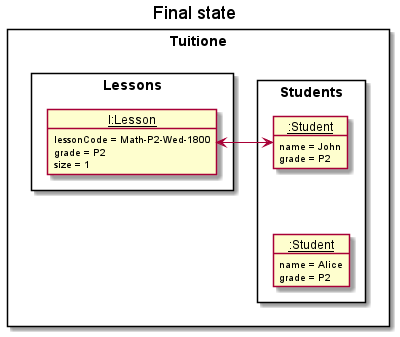 Final state
Tuitione
Lessons
l:Lesson
lessonCode = Math-P2-Wed-1800
grade = P2
size = 1
Students
:Student
name = John
grade = P2
:Student
name = Alice
grade = P2